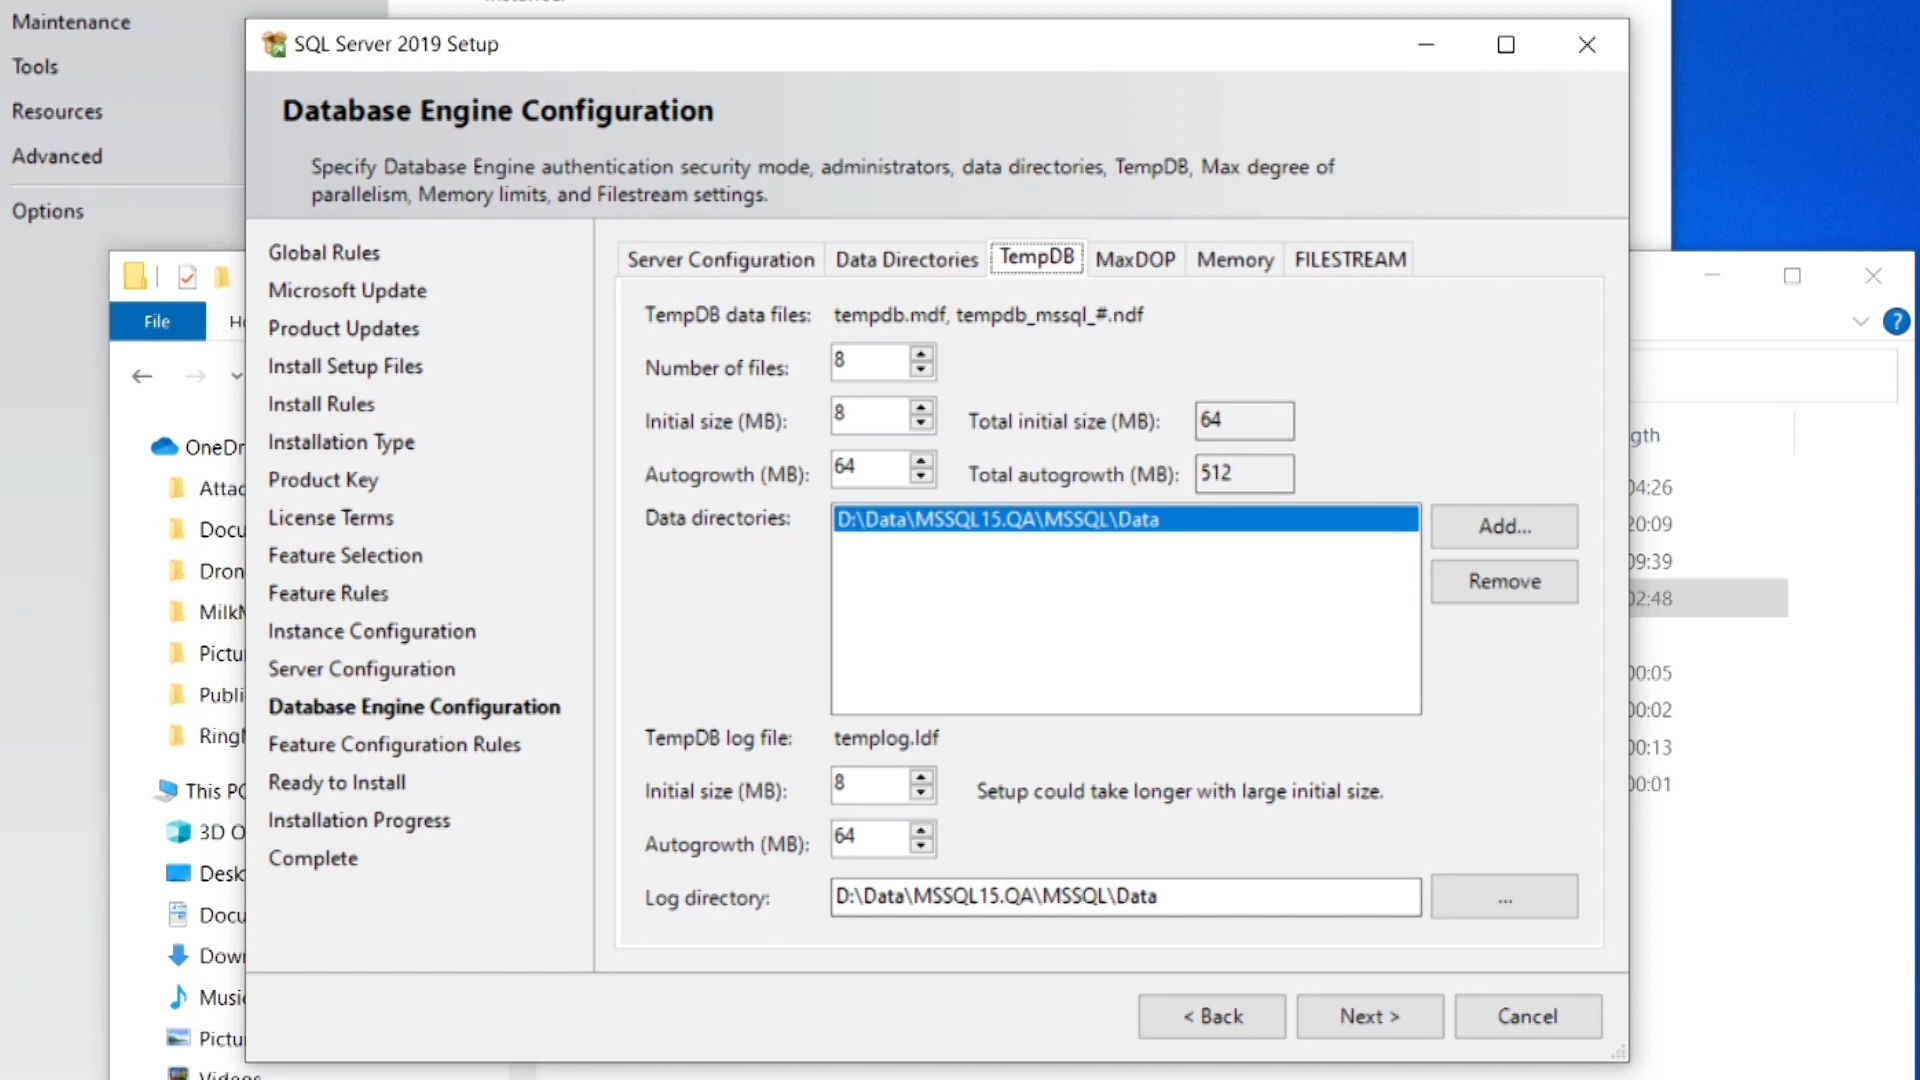 Maintenance
Tools
Resources
Advanced
Options
SQL Server 2019 Setup
Database Engine Configuration
Specify Database Engine authentication security mode, administrators, data directories, TempDB, Max degree of
parallelism, Memory limits, and Filestream settings.
Global Rules
Microsoft Update
Product Updates
Install Setup Files
Install Rules
Installation Type
Product Key
License Terms
Feature Selection
Feature Rules
Instance Configuration
Server Configuration
Database Engine Configuration
Feature Configuration Rules
Ready to Install
Installation Progress
Complete
Server Configuration
Data Directories
TempDB
MaxDOP
Memory
FILESTREAM
TempDB data files: tempdb.mdf, tempdb_mssql_#.ndf
Number of files: 8
Initial size (MB): 8 Total initial size (MB): 64
Autogrowth (MB): 64 Total autogrowth (MB): 512
Data directories: D:\Data\MSSQL15.QA\MSSQL\Data
Add...
Remove
TempDB log file: templog.ldf
Initial size (MB): 8 Setup could take longer with large initial size.
Autogrowth (MB): 64
Log directory: D:\Data\MSSQL15.QA\MSSQL\Data ...
< Back
Next >
Cancel
File
H
?
OneDr
Attac
Docu
Dron
Milk
Pictu
Publi
Ring
This PC
3D O
Desk
Docu
Down
Music
Pictu
Videos
gth
04:26
20:09
09:39
02:48
00:05
00:02
00:13
00:01